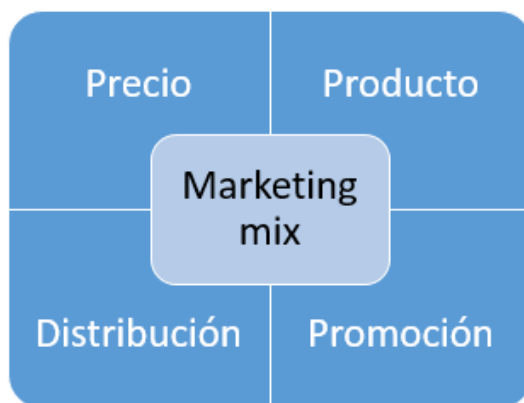 Precio
Producto
Marketing
mix
Distribución
Promoción